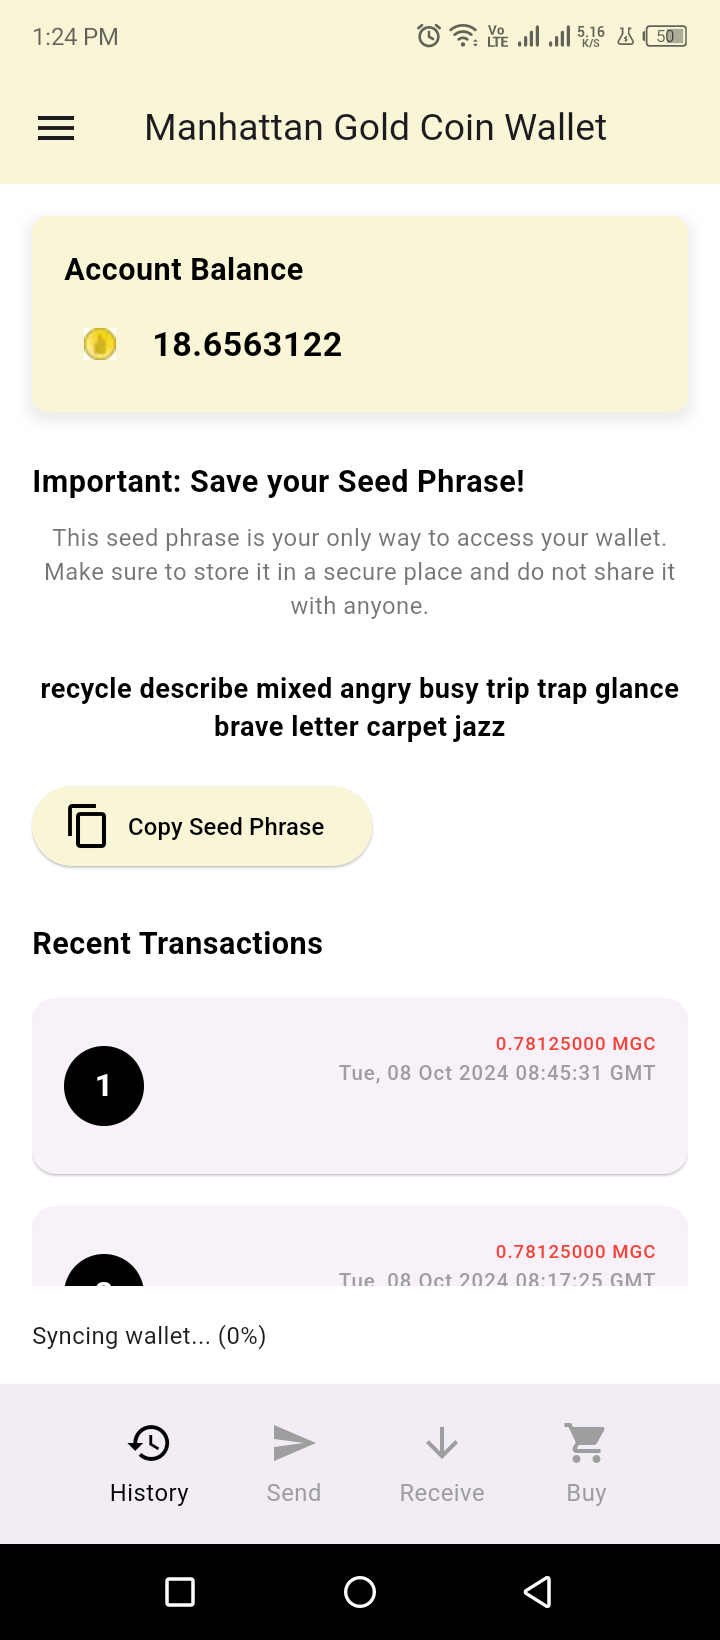 1:24 PM
Vo LTE 5.16 K/S 50
Manhattan Gold Coin Wallet
Account Balance
18.6563122
Important: Save your Seed Phrase!
This seed phrase is your only way to access your wallet.
Make sure to store it in a secure place and do not share it
with anyone.
recycle describe mixed angry busy trip trap glance
brave letter carpet jazz
Copy Seed Phrase
Recent Transactions
0.78125000 MGC
1
Tue, 08 Oct 2024 08:45:31 GMT
0.78125000 MGC
Tue, 08 Oct 2024 08:17:25 GMT
Syncing wallet... (0%)
History Send Receive Buy